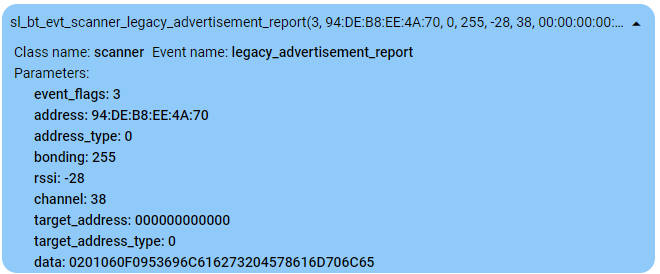 sl_bt_evt_scanner_legacy_advertisement_report(3, 94:DE:B8:EE:4A:70, 0, 255, -28, 38, 00:00:00:00:...
Class name: scanner Event name: legacy_advertisement_report
Parameters:
event_flags: 3
address: 94:DE:B8:EE:4A:70
address_type: 0
bonding: 255
rssi: -28
channel: 38
target_address: 000000000000
target_address_type: 0
data: 0201060F0953696C616273204578616D706C65